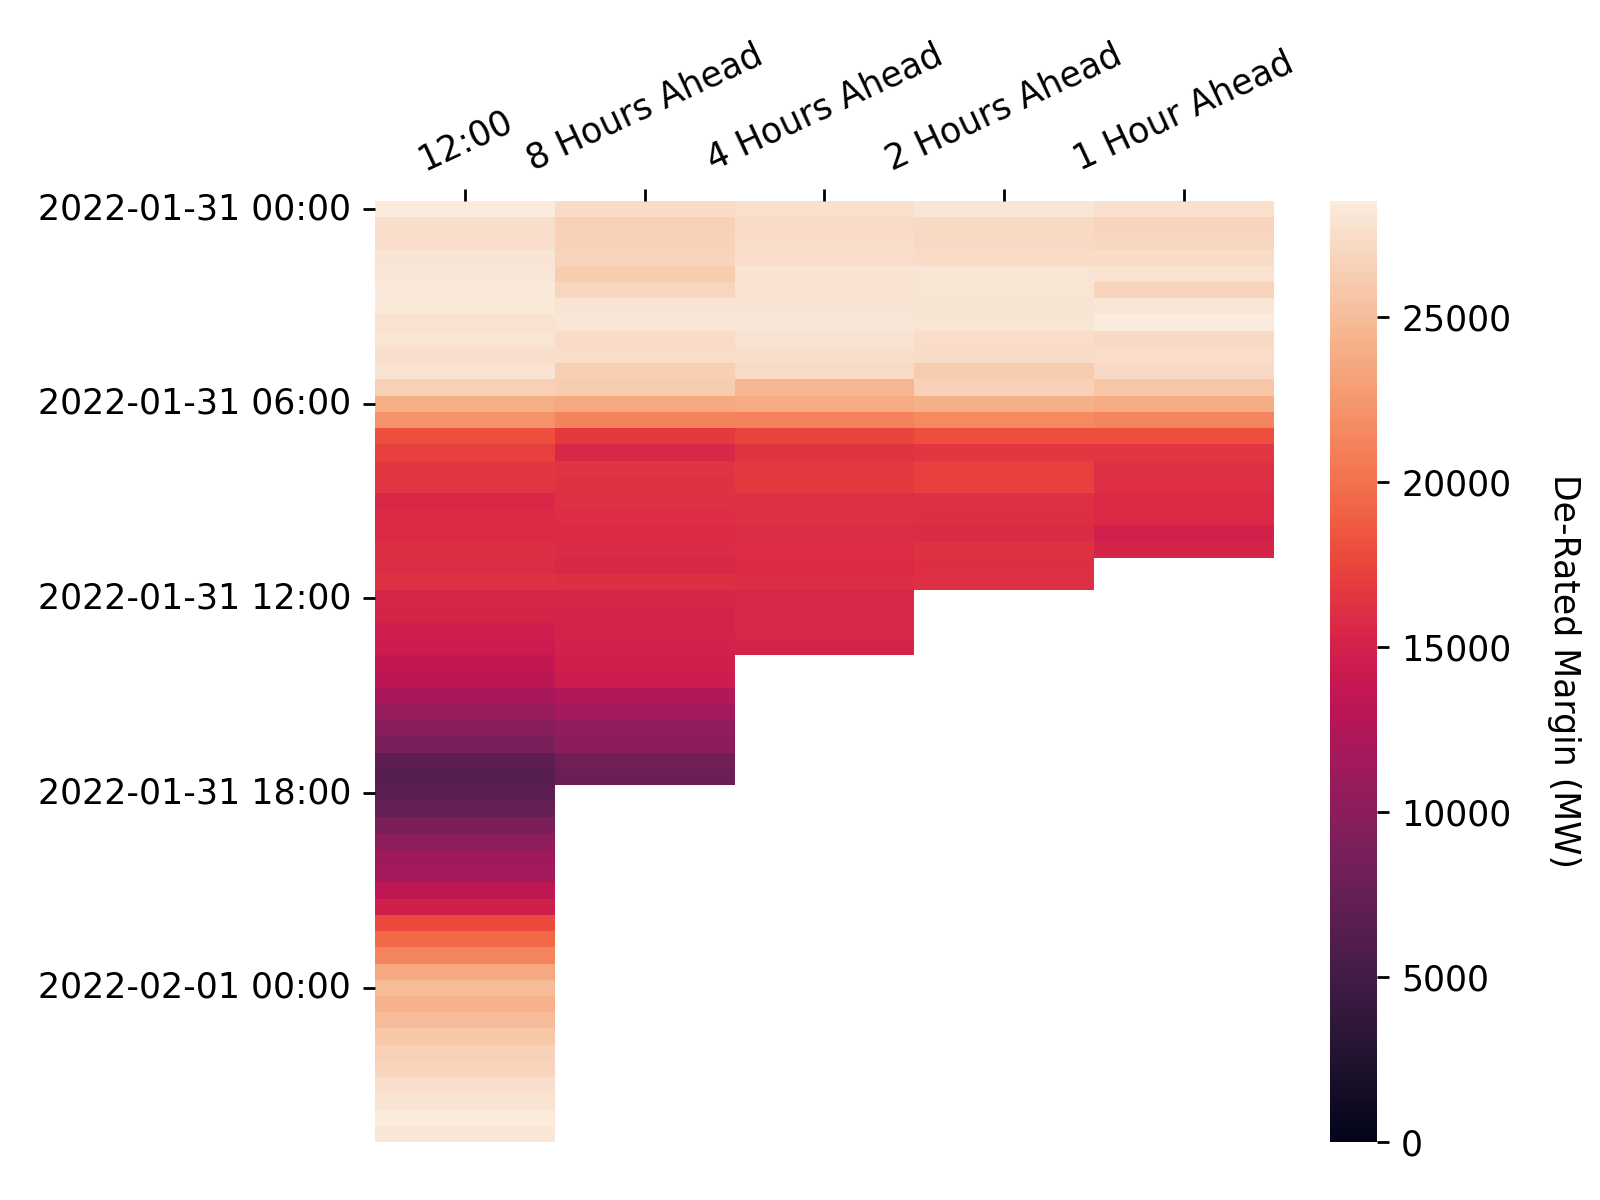 12:00
8 Hours Ahead
4 Hours Ahead
2 Hours Ahead
1 Hour Ahead
2022-01-31 00:00
2022-01-31 06:00
2022-01-31 12:00
2022-01-31 18:00
2022-02-01 00:00
25000
20000
15000
10000
5000
0
De-Rated Margin (MW)